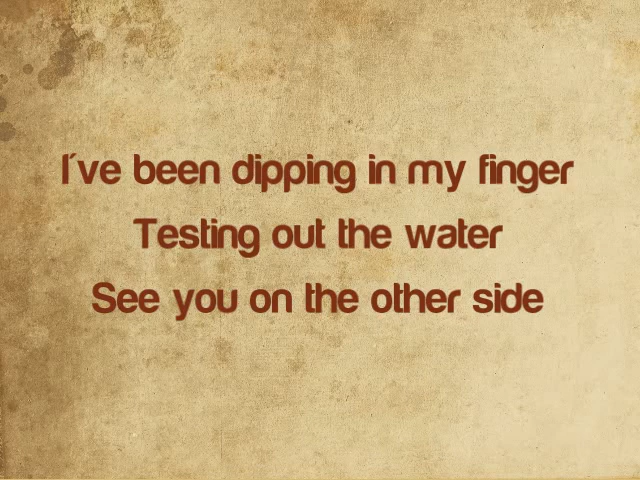 I´ve been dipping in my finger
Testing out the water
See you on the other side